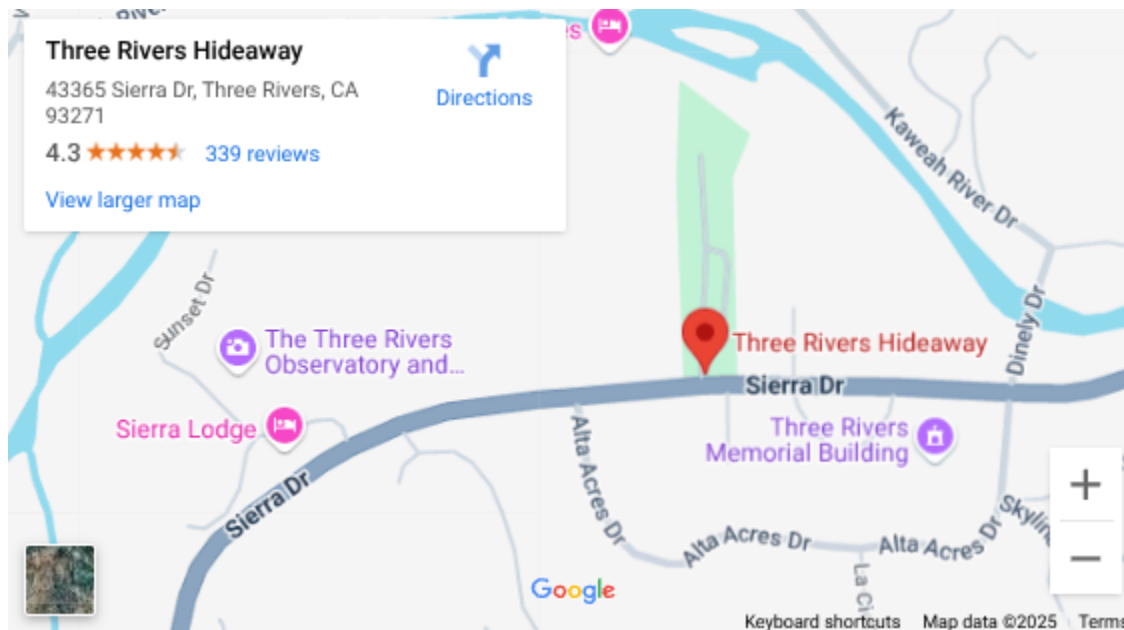 River
Three Rivers Hideaway
43365 Sierra Dr, Three Rivers, CA
93271
4.3
339 reviews
View larger map
Directions
Kaweah River Dr
Sunset Dr
The Three Rivers
Observatory and...
Three Rivers Hideaway
Dinely Dr
Sierra Dr
Sierra Lodge
Three Rivers
Memorial Building
Alta Acres Dr
Sierra Dr
Alta Acres Dr
Alta Acres Dr
Google
Keyboard shortcuts
Map data ©2025